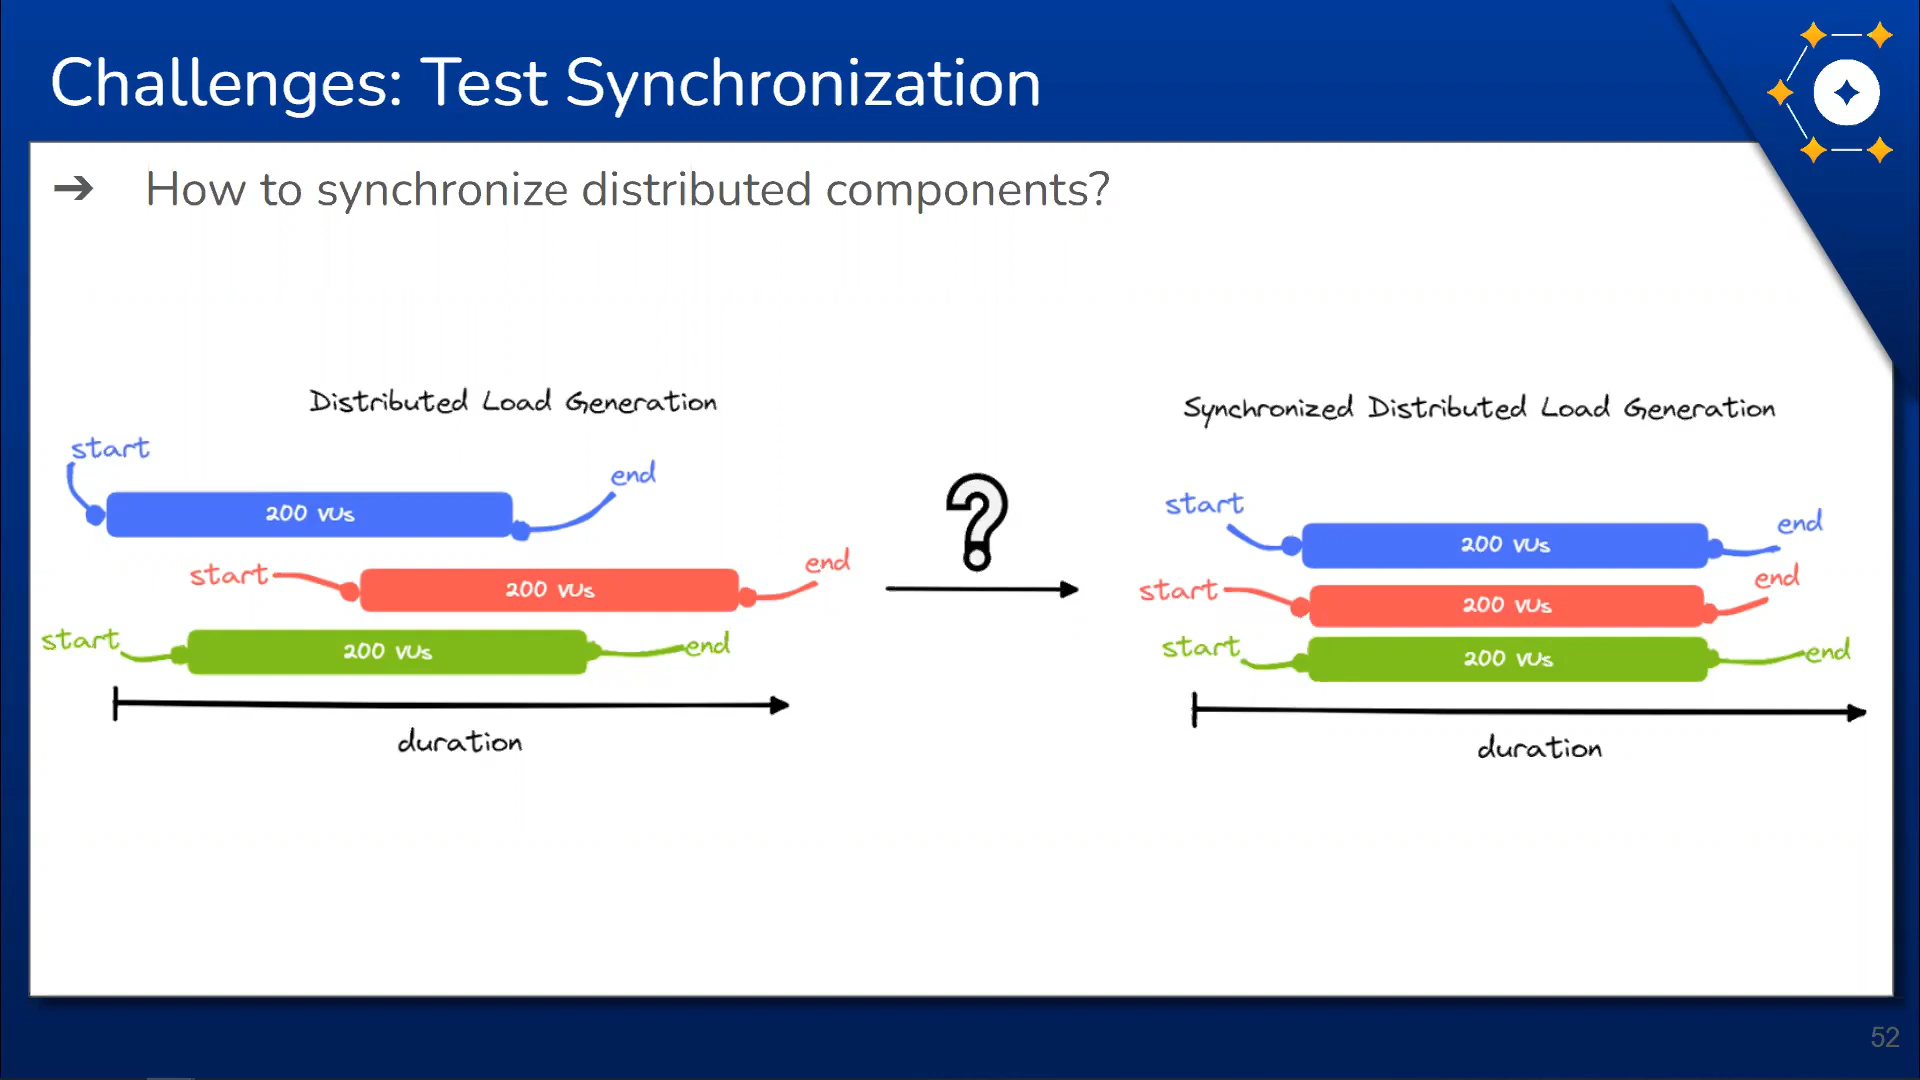 Challenges: Test Synchronization
➔ How to synchronize distributed components?
Distributed Load Generation
start
200 VUs
end
start
200 VUs
end
start
200 VUs
end
duration
?
Synchronized Distributed Load Generation
start
200 VUs
end
start
200 VUs
end
start
200 VUs
end
duration
52